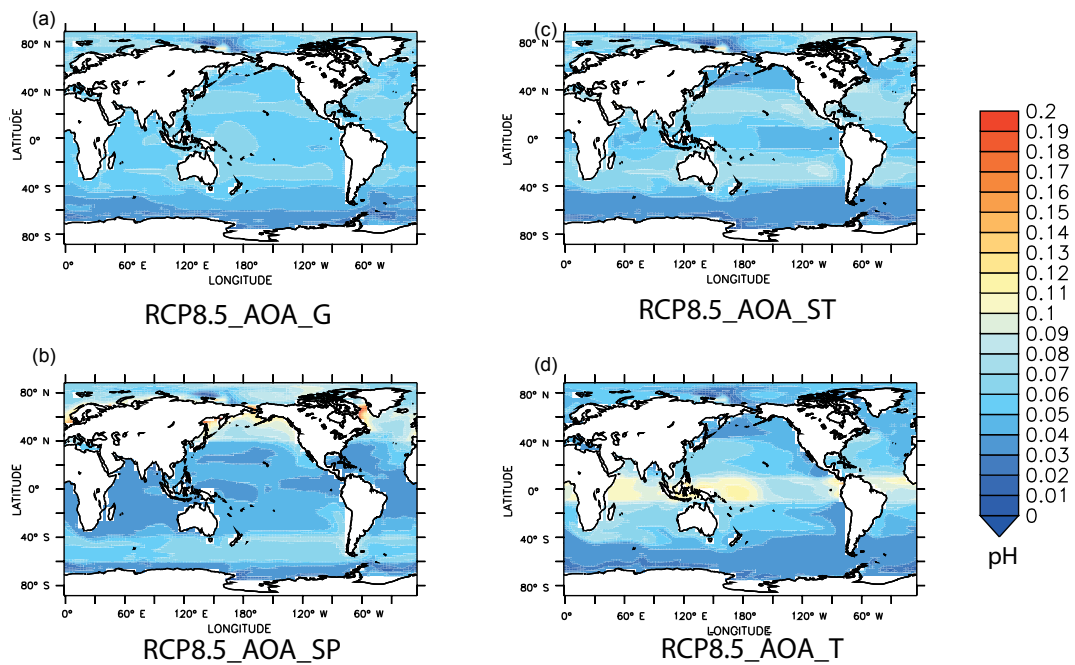 (a)
80° N
40° N
0°
40° S
80° S
LATITUDE
0°
60° E
120° E
180°
120° W
60° W
LONGITUDE
RCP8.5_AOA_G
(c)
80° N
40° N
0°
40° S
80° S
LATITUDE
0°
60° E
120° E
180°
120° W
60° W
LONGITUDE
RCP8.5_AOA_ST
(b)
80° N
40° N
0°
40° S
80° S
LATITUDE
0°
60° E
120° E
180°
120° W
60° W
LONGITUDE
RCP8.5_AOA_SP
(d)
80° N
40° N
0°
40° S
80° S
LATITUDE
0°
60° E
120° E
180°
120° W
60° W
LONGITUDE
RCP8.5_AOA_T
0.2
0.19
0.18
0.17
0.16
0.15
0.14
0.13
0.12
0.11
0.1
0.09
0.08
0.07
0.06
0.05
0.04
0.03
0.02
0.01
0
pH